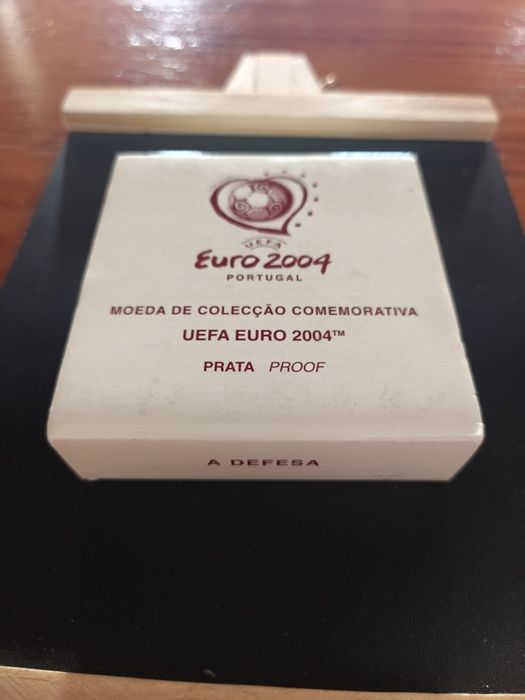 UEFA
Euro 2004
PORTUGAL
MOEDA DE COLECÇÃO COMEMORATIVA
UEFA EURO 2004™
PRATA PROOF
A DEFESA